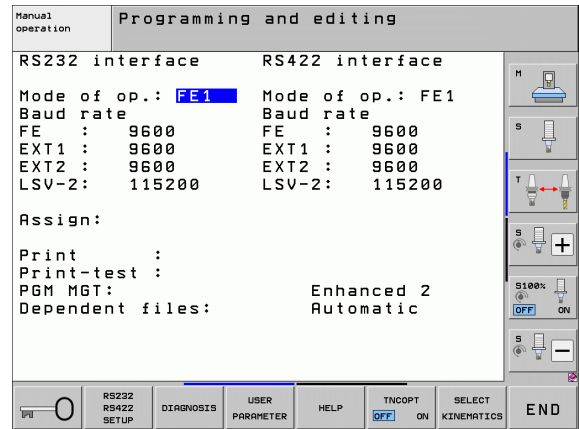 Manual operation
Programming and editing
RS232 interface RS422 interface
Mode of op.: FE1 Mode of op.: FE1
Baud rate Baud rate
FE : 9600 FE : 9600
EXT1 : 9600 EXT1 : 9600
EXT2 : 9600 EXT2 : 9600
LSV-2: 115200 LSV-2: 115200
Assign:
Print :
Print-test :
PGM MGT: Enhanced 2
Dependent files: Automatic
M
S
T
S
S100%
OFF ON
S
RS232
RS422
SETUP
DIAGNOSIS
USER
PARAMETER
HELP
TNCOPT
OFF ON
SELECT
KINEMATICS
END